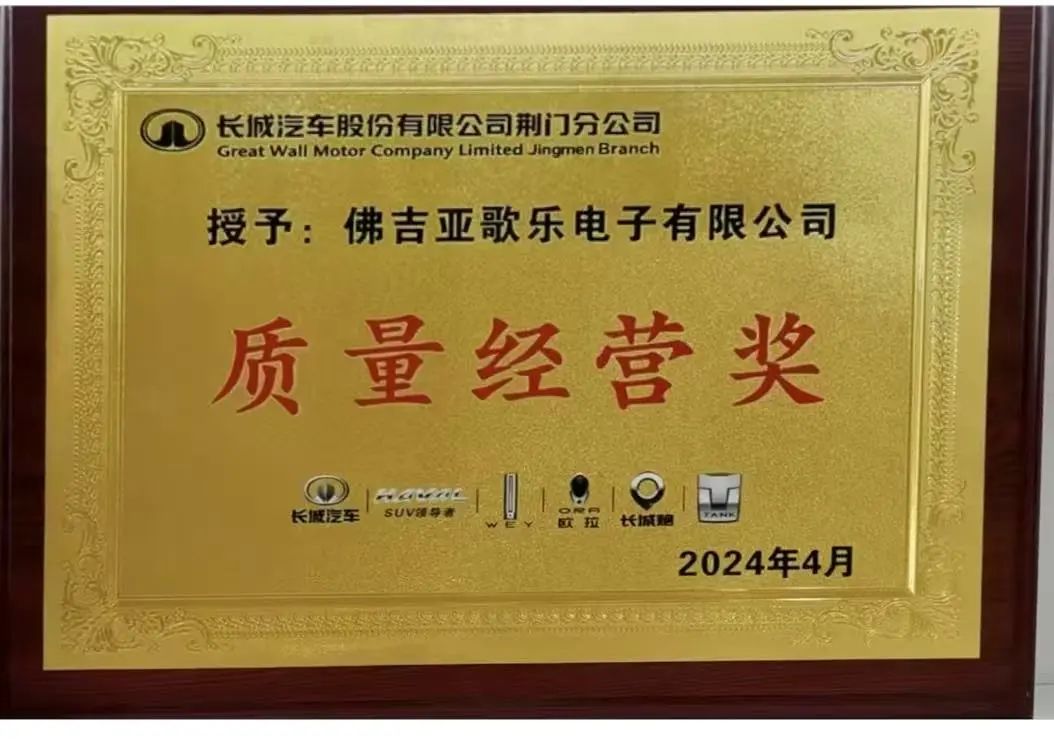 长城汽车股份有限公司荆门分公司
Great Wall Motor Company Limited Jingmen Branch
授予：佛吉亚歌乐电子有限公司
质量经营奖
长城汽车 HAVAL SUV领导者 WEY ORA 欧拉 长城炮 TANK
2024年4月